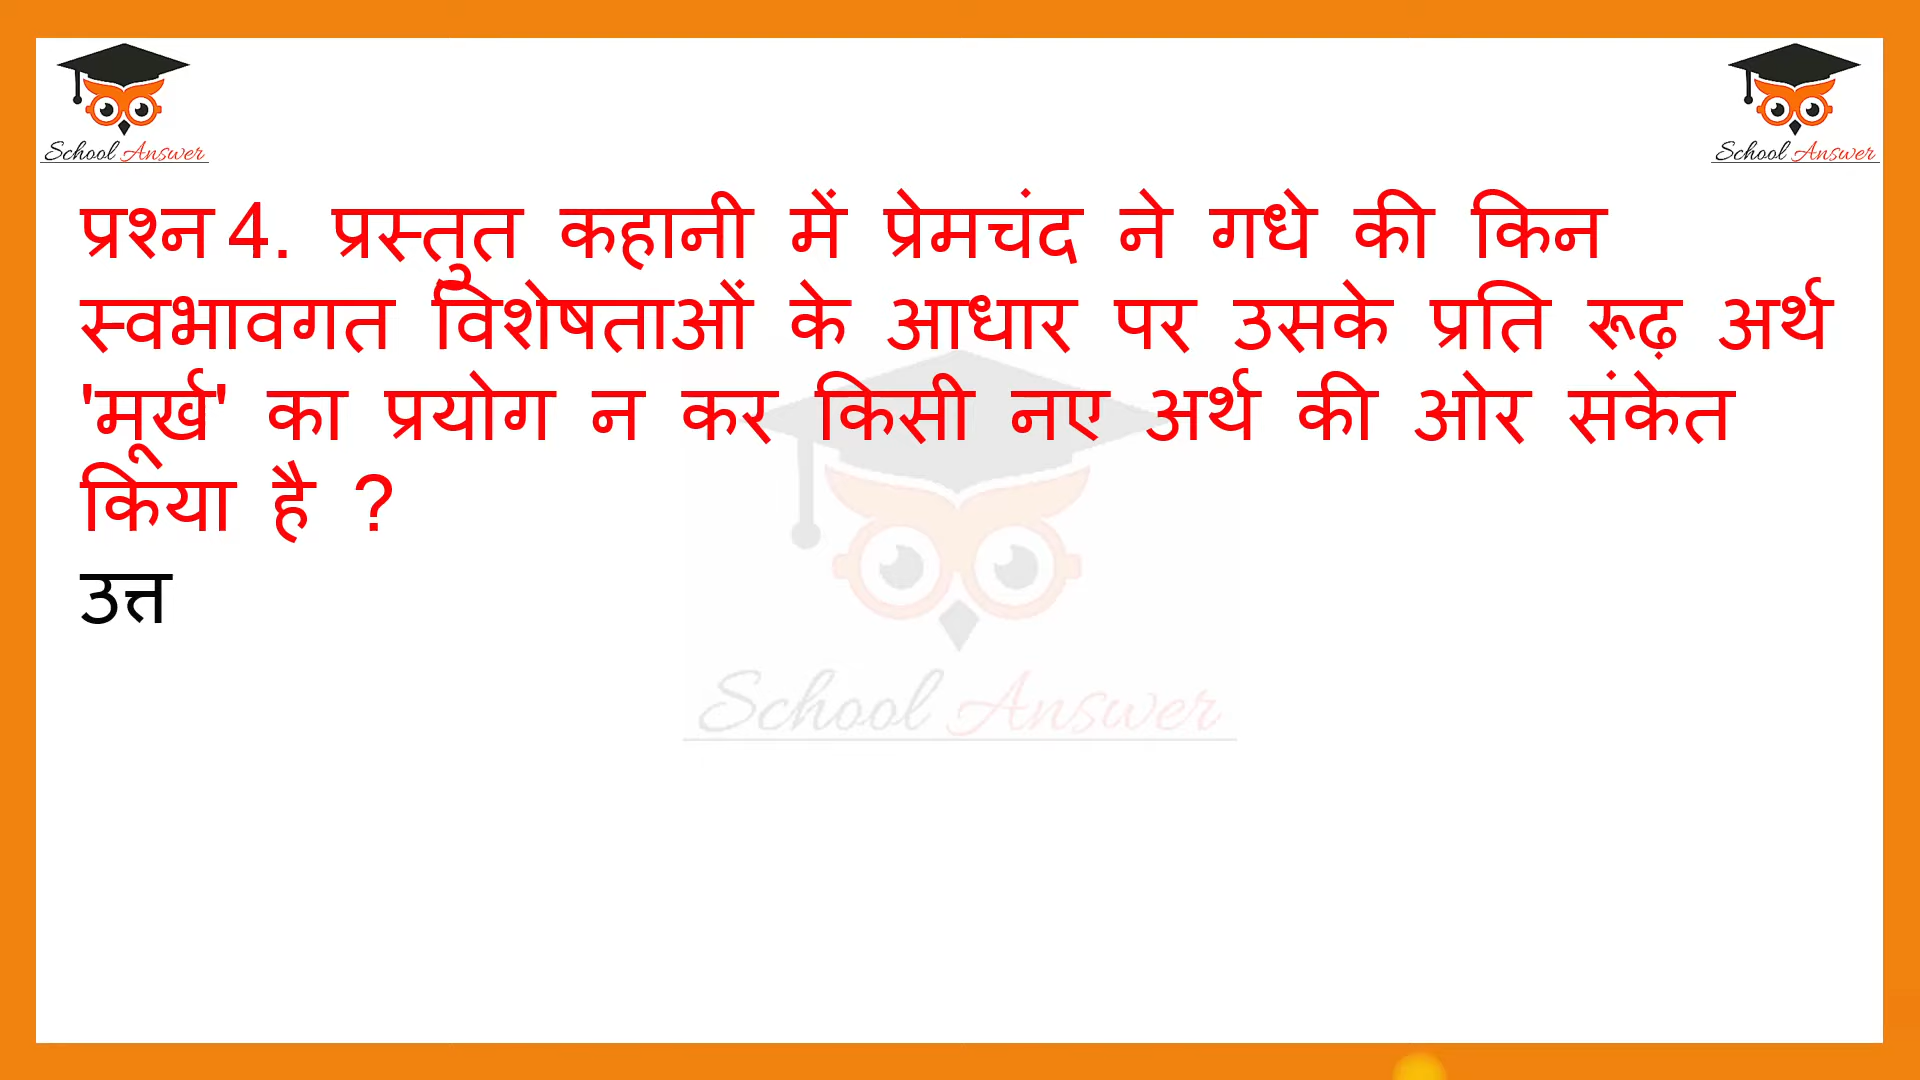 School Answer
School Answer
प्रश्न 4. प्रस्तुत कहानी में प्रेमचंद ने गधे की किन
स्वभावगत विशेषताओं के आधार पर उसके प्रति रूढ़ अर्थ
'मूर्ख' का प्रयोग न कर किसी नए अर्थ की ओर संकेत
किया है ?
उत्त
School Answer